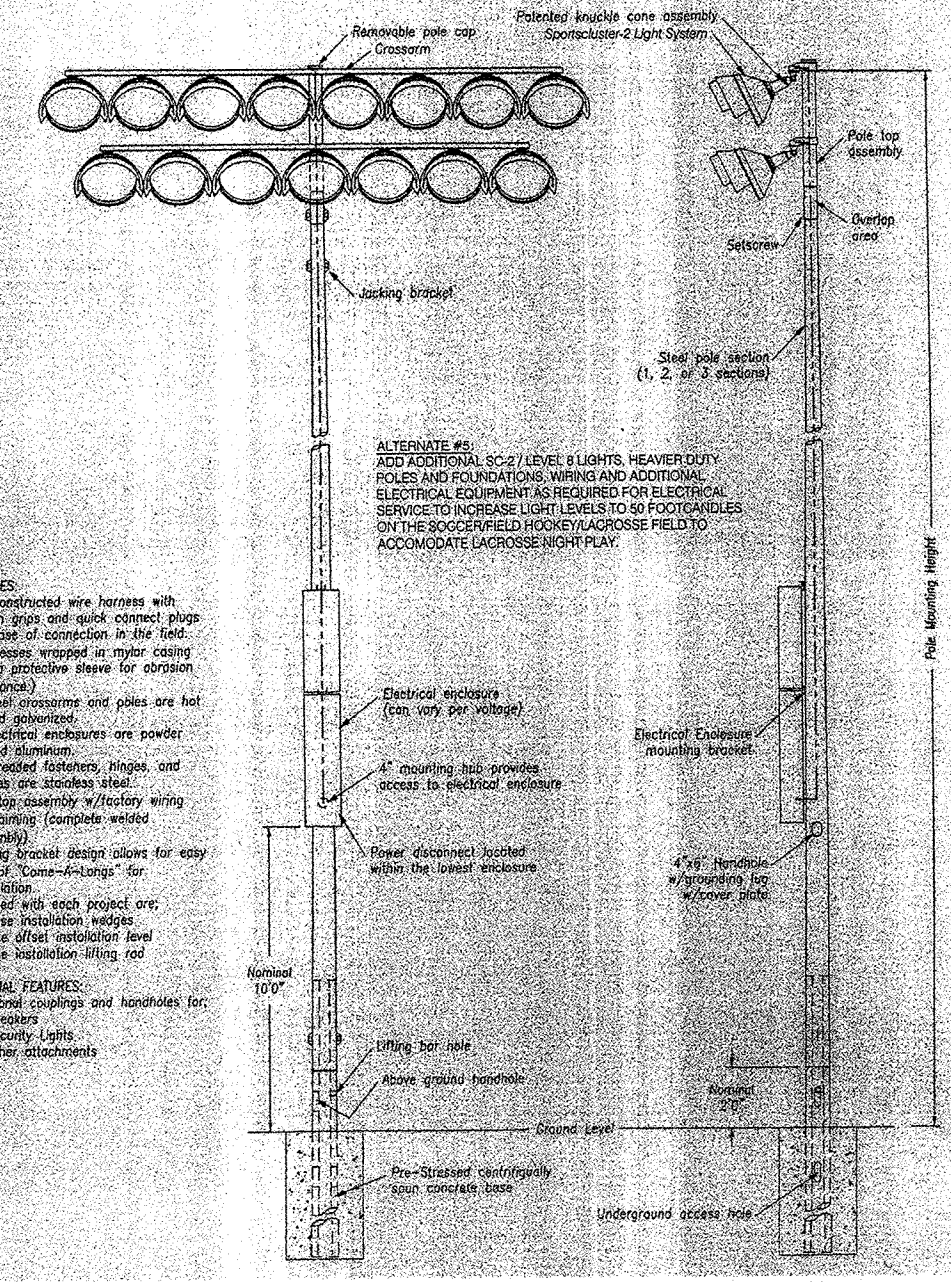 Removable pole cap
Crossarm
Patented knuckle cone assembly
Sportscluster-2 Light System
Pole top
assembly
Overlap
area
Setscrew
Jacking bracket
Steel pole section
(1, 2, or 3 sections)
ALTERNATE #5:
ADD ADDITIONAL SC-2 / LEVEL 8 LIGHTS, HEAVIER DUTY
POLES AND FOUNDATIONS, WIRING AND ADDITIONAL
ELECTRICAL EQUIPMENT AS REQUIRED FOR ELECTRICAL
SERVICE TO INCREASE LIGHT LEVELS TO 50 FOOTCANDLES
ON THE SOCCER/FIELD HOCKEY/LACROSSE FIELD TO
ACCOMODATE LACROSSE NIGHT PLAY.
Pole Mounting Height
ES:
onstructed wire harness with
n grips and quick connect plugs
ase of connection in the field.
esses wrapped in mylar casing
protective sleeve for abrasion
ance.)
el crossarms and poles are hot
d galvanized.
ectrical enclosures are powder
d aluminum.
readed fasteners, hinges, and
es are stainless steel.
top assembly w/factory wiring
aiming (complete welded
mbly)
ng bracket design allows for easy
of "Come-A-Longs" for
lation.
ed with each project are;
se installation wedges
e offset installation level
e installation lifting rod
NAL FEATURES:
onal couplings and handholes for;
eakers
curity Lights
her attachments
Electrical enclosure
(can vary per voltage)
4" mounting hub provides
access to electrical enclosure
Power disconnect located
within the lowest enclosure
Electrical Enclosure
mounting bracket
4"x6" Handhole
w/grounding lug
w/cover plate
Nominal
10'0"
Lifting bar hole
Above ground handhole
Nominal
2'0"
Ground Level
Pre-Stressed centrifugally
spun concrete base
Underground access hole